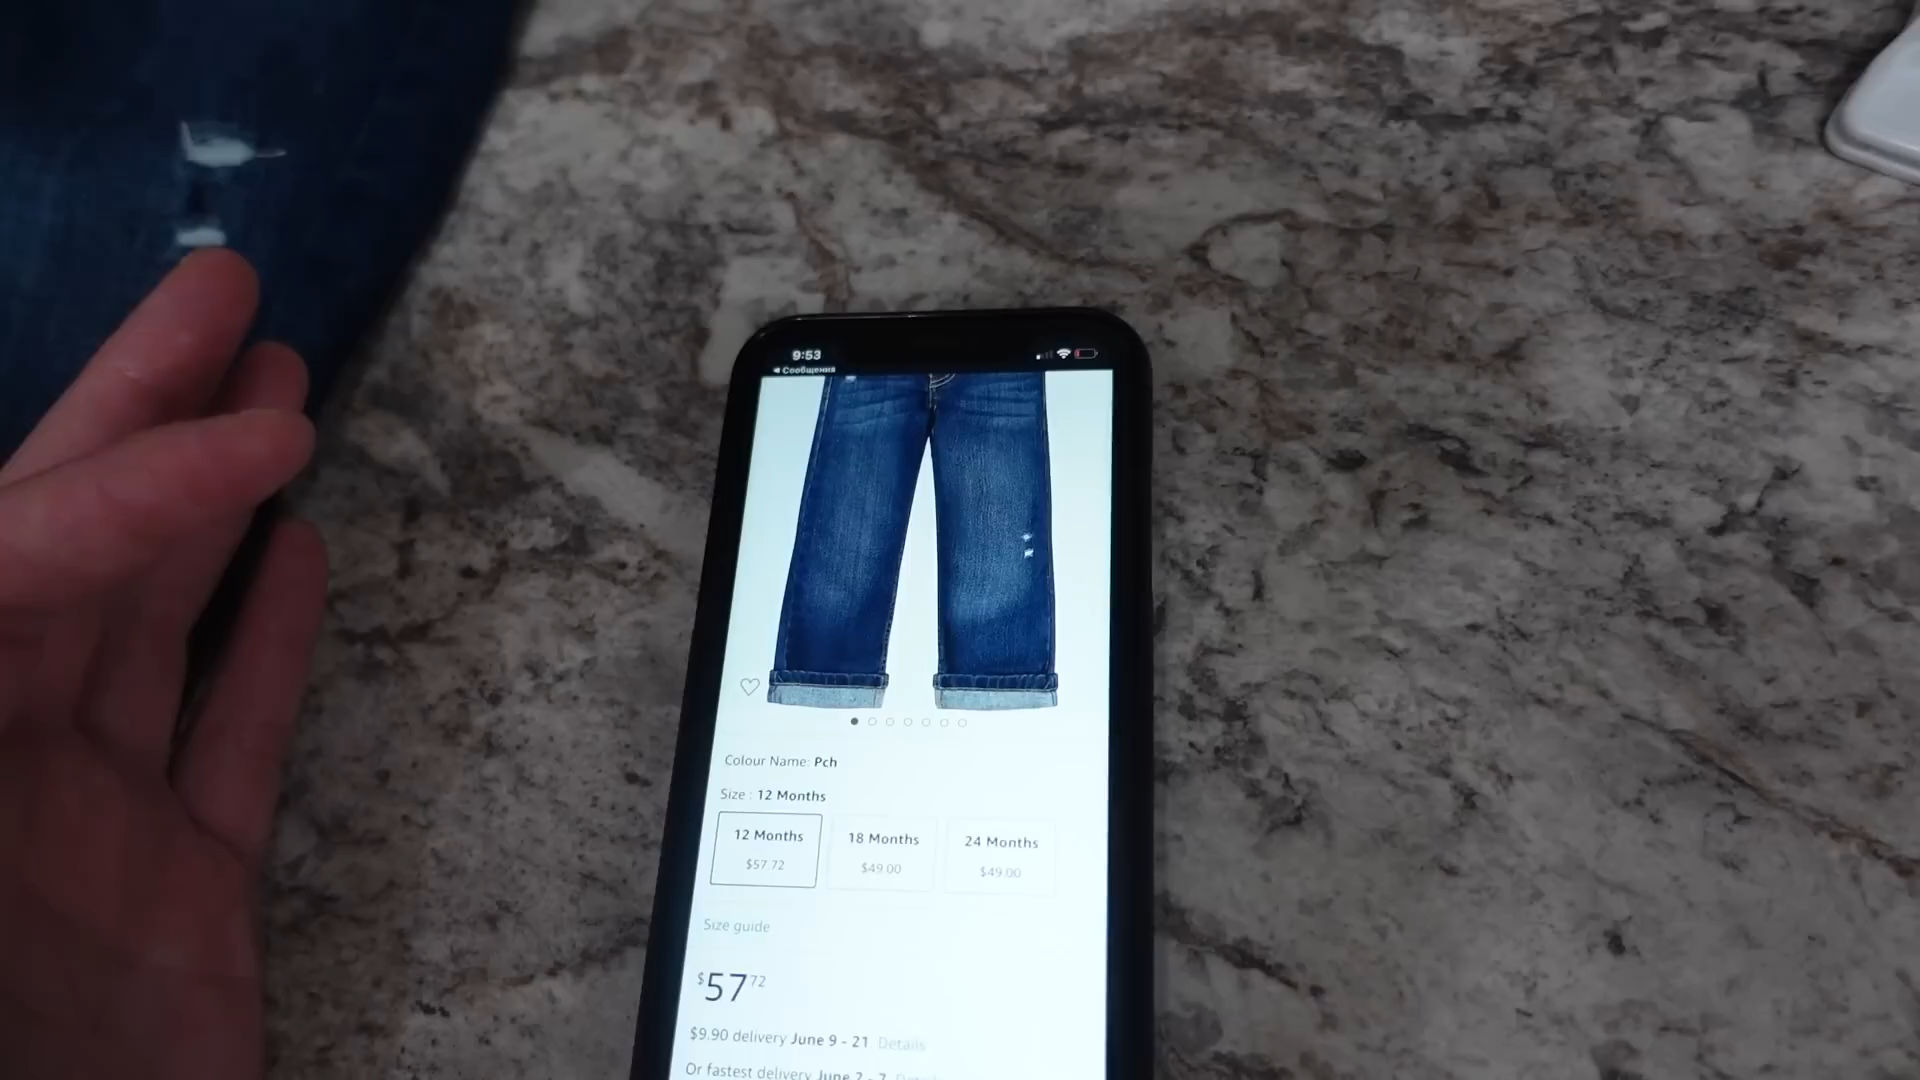 9:53
Сообщения
Colour Name: Pch
Size : 12 Months
12 Months
$57.72
18 Months
$49.00
24 Months
$49.00
Size guide
$57 72
$9.90 delivery June 9 - 21 Details
Or fastest delivery June 2 - 7